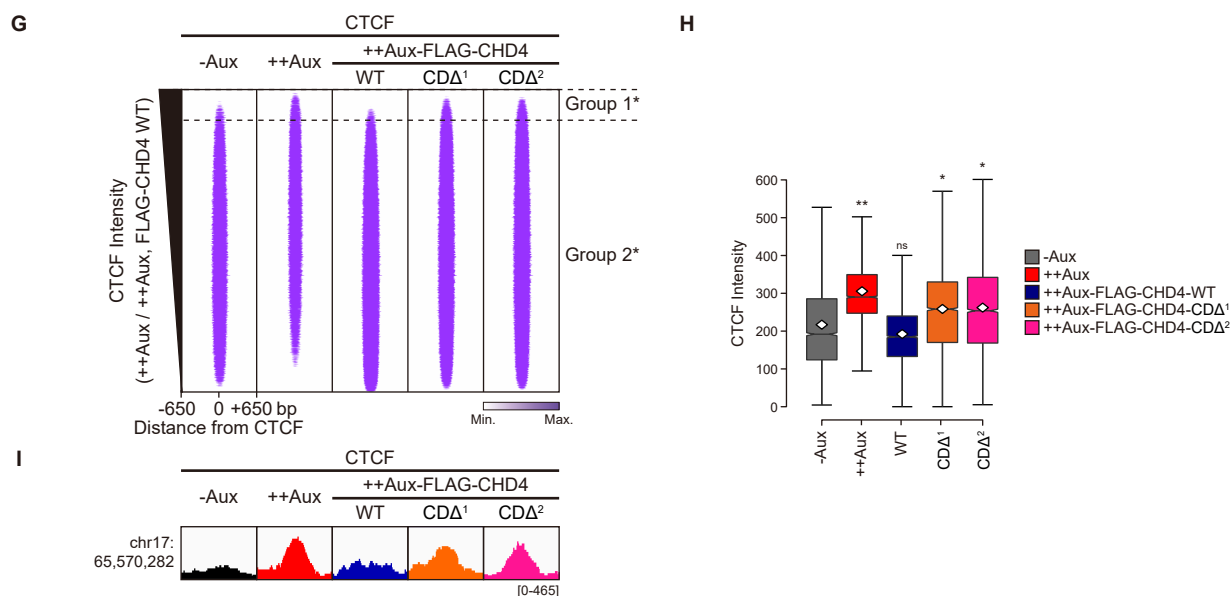 G
CTCF
-Aux
++Aux
++Aux-FLAG-CHD4
WT
CDΔ¹
CDΔ²
CTCF Intensity
(++Aux / ++Aux, FLAG-CHD4 WT)
Group 1*
Group 2*
-650 0 +650 bp
Distance from CTCF
Min. Max.
H
CTCF Intensity
600
500
400
300
200
100
0
**
ns
*
*
-Aux
++Aux
WT
CDΔ¹
CDΔ²
-Aux
++Aux
++Aux-FLAG-CHD4-WT
++Aux-FLAG-CHD4-CDΔ¹
++Aux-FLAG-CHD4-CDΔ²
I
CTCF
-Aux
++Aux
++Aux-FLAG-CHD4
WT
CDΔ¹
CDΔ²
chr17:
65,570,282
[0-465]